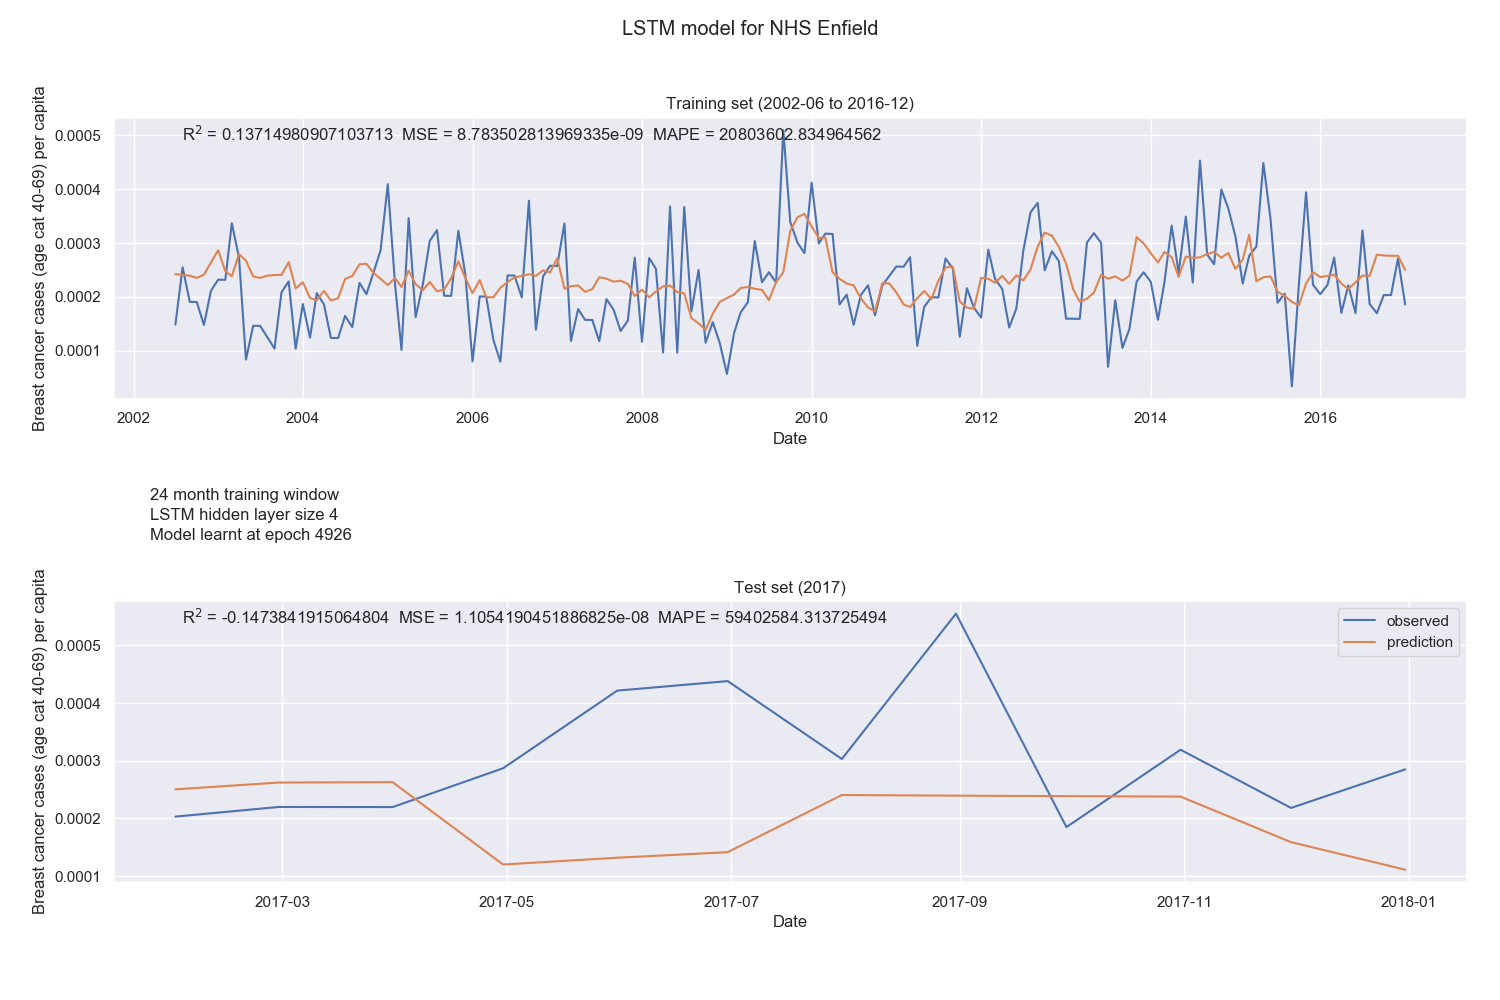 LSTM model for NHS Enfield
Training set (2002-06 to 2016-12)
R² = 0.13714980907103713 MSE = 8.783502813969335e-09 MAPE = 20803602.834964562
Breast cancer cases (age cat 40-69) per capita
0.0005
0.0004
0.0003
0.0002
0.0001
2002 2004 2006 2008 2010 2012 2014 2016
Date
24 month training window
LSTM hidden layer size 4
Model learnt at epoch 4926
Test set (2017)
R² = -0.1473841915064804 MSE = 1.1054190451886825e-08 MAPE = 59402584.313725494
observed
prediction
Breast cancer cases (age cat 40-69) per capita
0.0005
0.0004
0.0003
0.0002
0.0001
2017-03 2017-05 2017-07 2017-09 2017-11 2018-01
Date